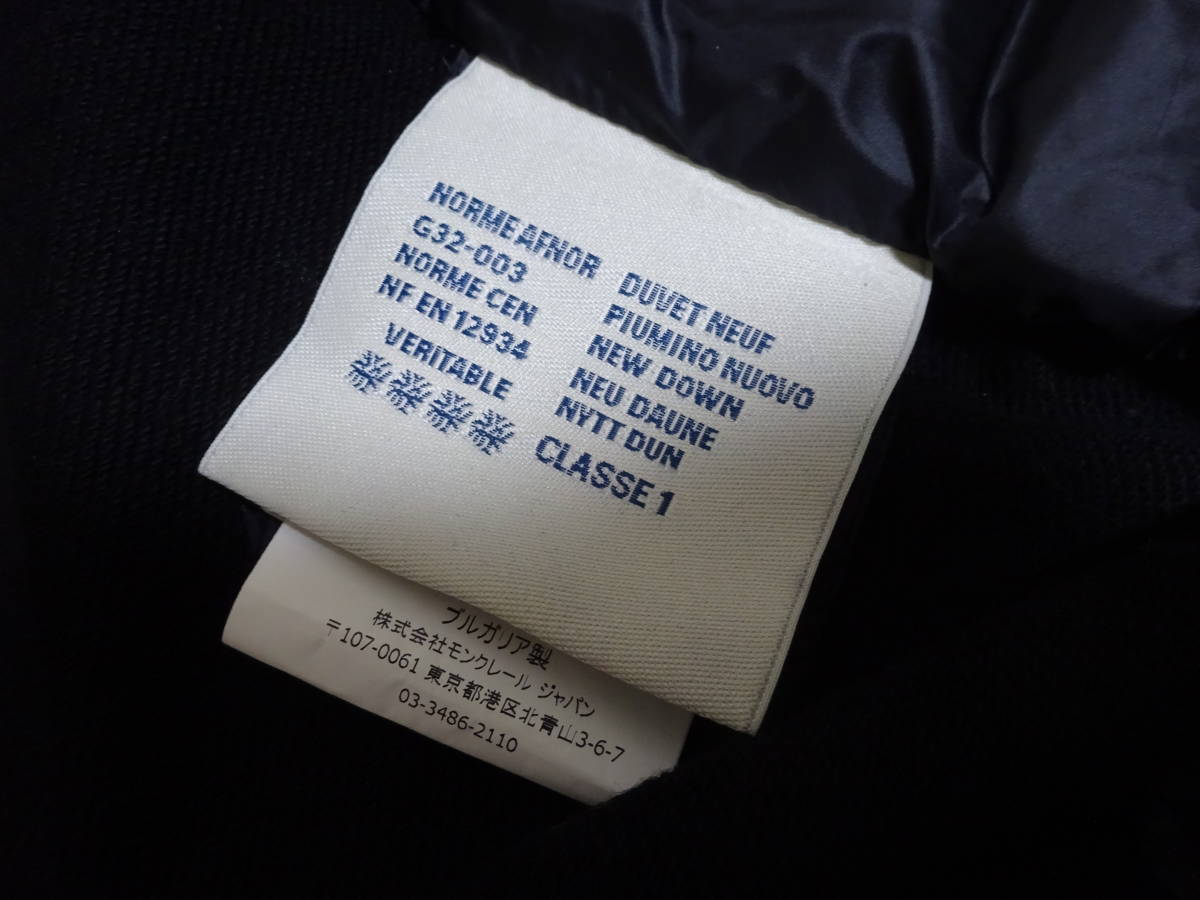 NORME AFNOR
G32-003
NORME CEN
NF EN 12934
VERITABLE
DUVET NEUF
PIUMINO NUOVO
NEW DOWN
NEU DAUNE
NYTT DUN
CLASSE 1
ブルガリア製
株式会社モンクレール ジャパン
〒107-0061 東京都港区北青山3-6-7
03-3486-2110